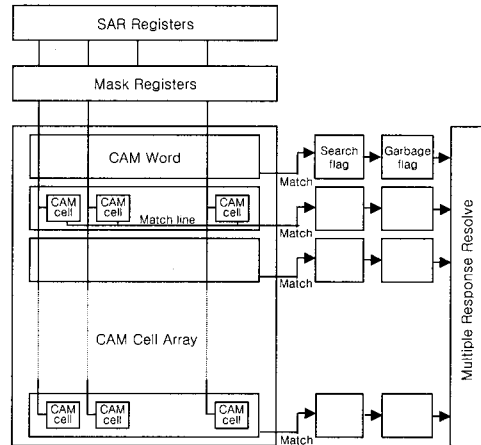 SAR Registers
Mask Registers
CAM Word
Search
flag
Garbage
flag
Match
CAM
cell
CAM
cell
CAM
cell
Match line
Match
Match
CAM Cell Array
CAM
cell
CAM
cell
CAM
cell
Match
Multiple Response Resolve